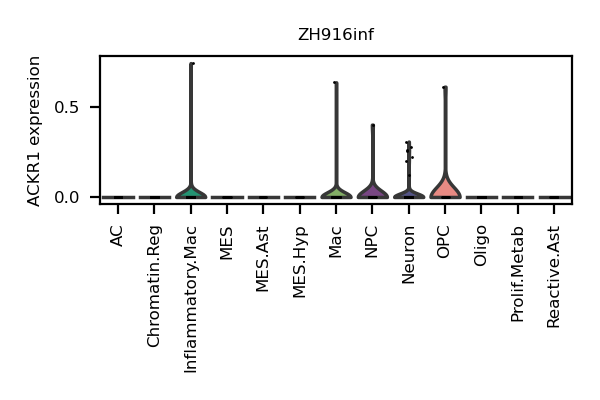 ZH916inf
ACKR1 expression
0.5
0.0
AC
Chromatin.Reg
Inflammatory.Mac
MES
MES.Ast
MES.Hyp
Mac
NPC
Neuron
OPC
Oligo
Prolif.Metab
Reactive.Ast